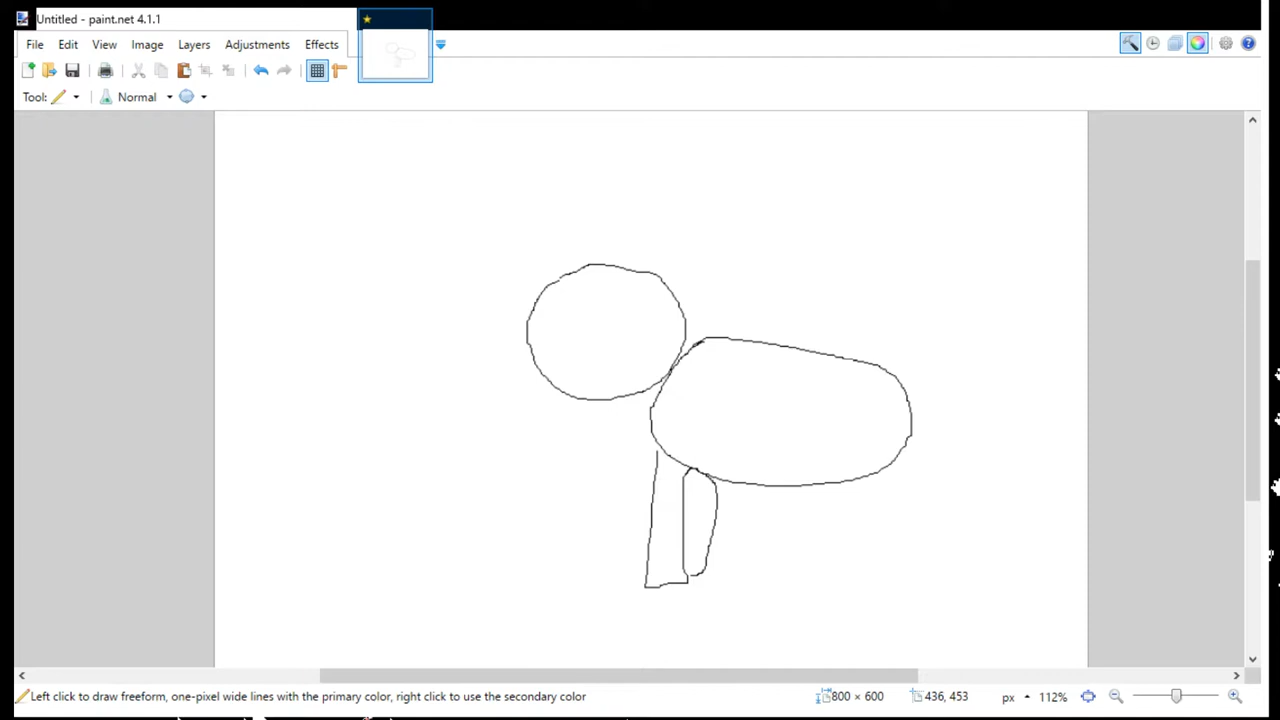 Untitled - paint.net 4.1.1
File Edit View Image Layers Adjustments Effects
Tool: Normal
Left click to draw freeform, one-pixel wide lines with the primary color, right click to use the secondary color 800 × 600 436, 453 px 112%